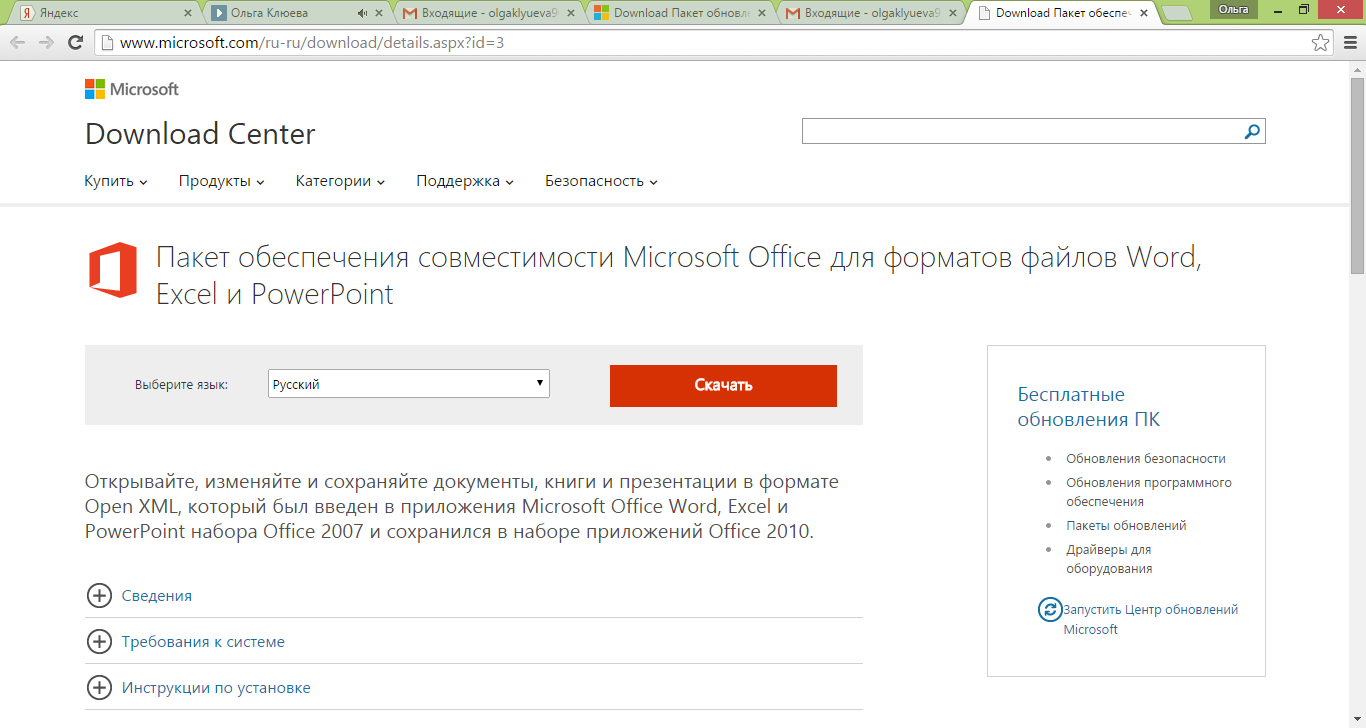 Яндекс
Ольга Клюева
Входящие - olgaklyueva9
Download Пакет обновле
Входящие - olgaklyueva9
Download Пакет обеспеч
Ольга
www.microsoft.com/ru-ru/download/details.aspx?id=3
Microsoft
Download Center
Купить Продукты Категории Поддержка Безопасность
Пакет обеспечения совместимости Microsoft Office для форматов файлов Word,
Excel и PowerPoint
Выберите язык: Русский Скачать
Открывайте, изменяйте и сохраняйте документы, книги и презентации в формате
Open XML, который был введен в приложения Microsoft Office Word, Excel и
PowerPoint набора Office 2007 и сохранился в наборе приложений Office 2010.
Сведения
Требования к системе
Инструкции по установке
Бесплатные
обновления ПК
Обновления безопасности
Обновления программного
обеспечения
Пакеты обновлений
Драйверы для
оборудования
Запустить Центр обновлений
Microsoft